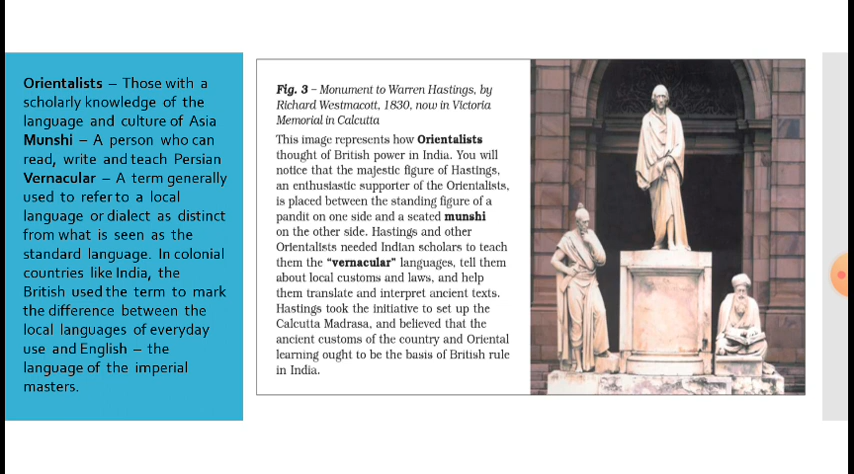 Orientalists – Those with a
scholarly knowledge of the
language and culture of Asia
Munshi – A person who can
read, write and teach Persian
Vernacular – A term generally
used to refer to a local
language or dialect as distinct
from what is seen as the
standard language. In colonial
countries like India, the
British used the term to mark
the difference between the
local languages of everyday
use and English – the
language of the imperial
masters.
Fig. 3 – Monument to Warren Hastings, by
Richard Westmacott, 1830, now in Victoria
Memorial in Calcutta
This image represents how Orientalists
thought of British power in India. You will
notice that the majestic figure of Hastings,
an enthusiastic supporter of the Orientalists,
is placed between the standing figure of a
pandit on one side and a seated munshi
on the other side. Hastings and other
Orientalists needed Indian scholars to teach
them the “vernacular” languages, tell them
about local customs and laws, and help
them translate and interpret ancient texts.
Hastings took the initiative to set up the
Calcutta Madrasa, and believed that the
ancient customs of the country and Oriental
learning ought to be the basis of British rule
in India.